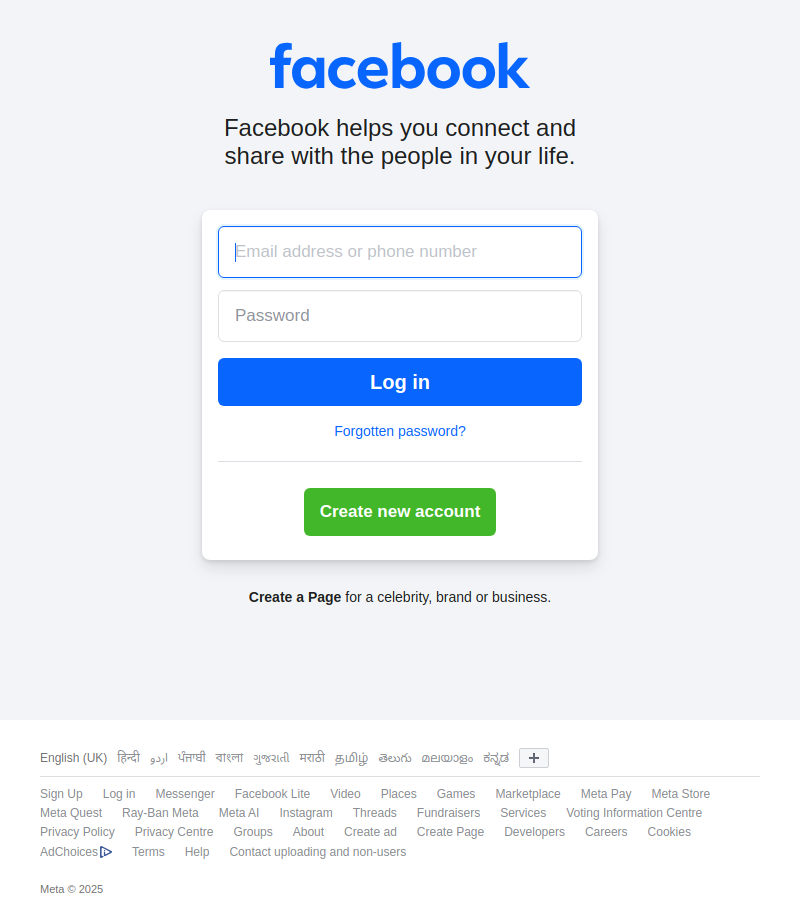 facebook
Facebook helps you connect and
share with the people in your life.
Email address or phone number
Password
Log in
Forgotten password?
Create new account
Create a Page for a celebrity, brand or business.
English (UK) हिन्दी اردو ਪੰਜਾਬੀ বাংলা ગુજરાતી मराठी தமிழ் తెలుగు മലയാളം ಕನ್ನಡ
Sign Up Log in Messenger Facebook Lite Video Places Games Marketplace Meta Pay Meta Store
Meta Quest Ray-Ban Meta Meta AI Instagram Threads Fundraisers Services Voting Information Centre
Privacy Policy Privacy Centre Groups About Create ad Create Page Developers Careers Cookies
AdChoices Terms Help Contact uploading and non-users
Meta © 2025